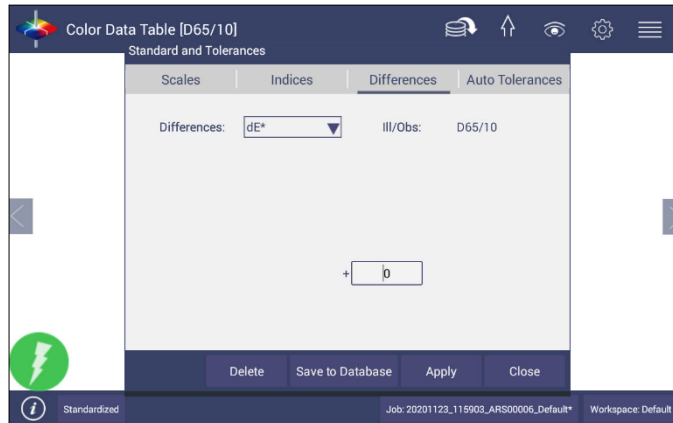 Color Data Table [D65/10]
Standard and Tolerances
Scales Indices Differences Auto Tolerances
Differences: dE* Ill/Obs: D65/10
+ 0
Delete Save to Database Apply Close
i Standardized Job: 20201123_115903_ARS00006_Default* Workspace: Default